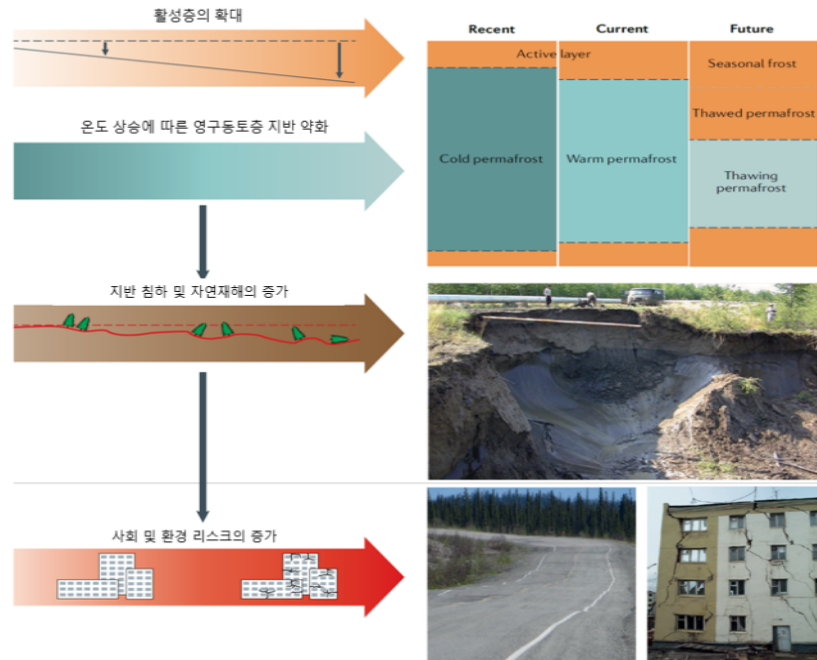 활성층의 확대
Recent Current Future
Active layer
Seasonal frost
Thawed permafrost
온도 상승에 따른 영구동토층 지반 약화
Cold permafrost
Warm permafrost
Thawing
permafrost
지반 침하 및 자연재해의 증가
사회 및 환경 리스크의 증가